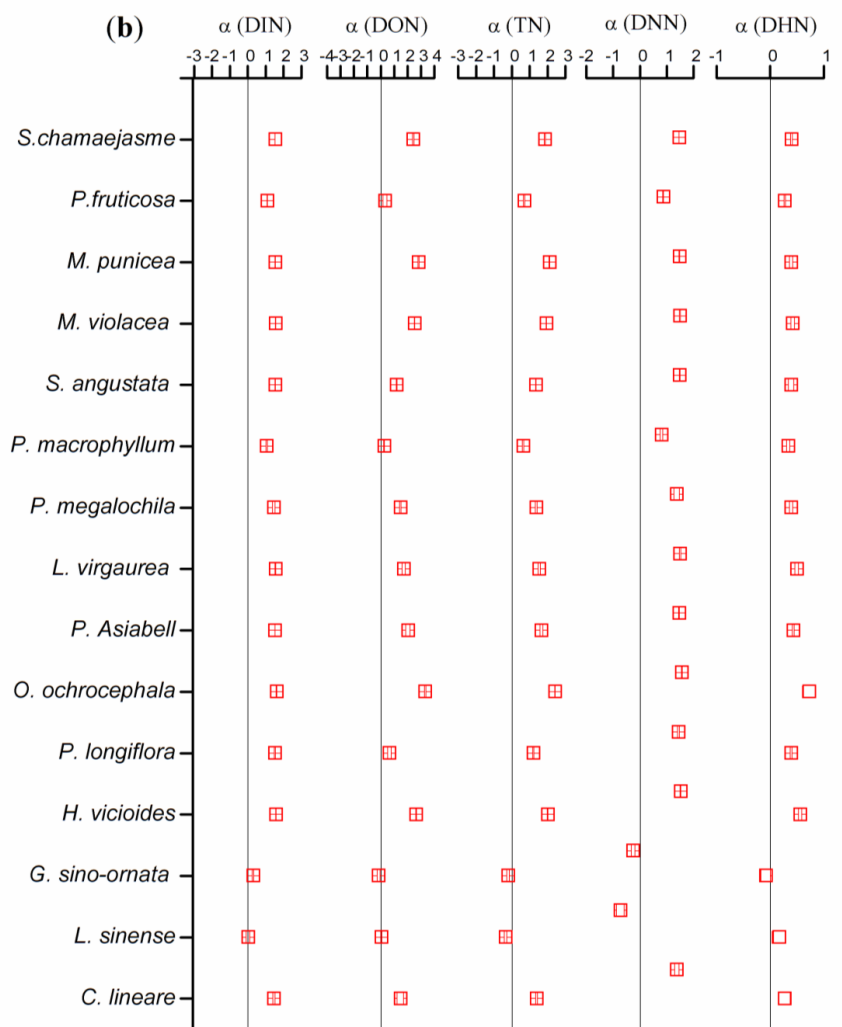 (b) α (DIN) α (DON) α (TN) α (DNN) α (DHN)
-3 -2 -1 0 1 2 3 -4 -3 -2 -1 0 1 2 3 4 -3 -2 -1 0 1 2 3 -2 -1 0 1 2 -1 0 1
S.chamaejasme
P.fruticosa
M. punicea
M. violacea
S. angustata
P. macrophyllum
P. megalochila
L. virgaurea
P. Asiabell
O. ochrocephala
P. longiflora
H. vicioides
G. sino-ornata
L. sinense
C. lineare